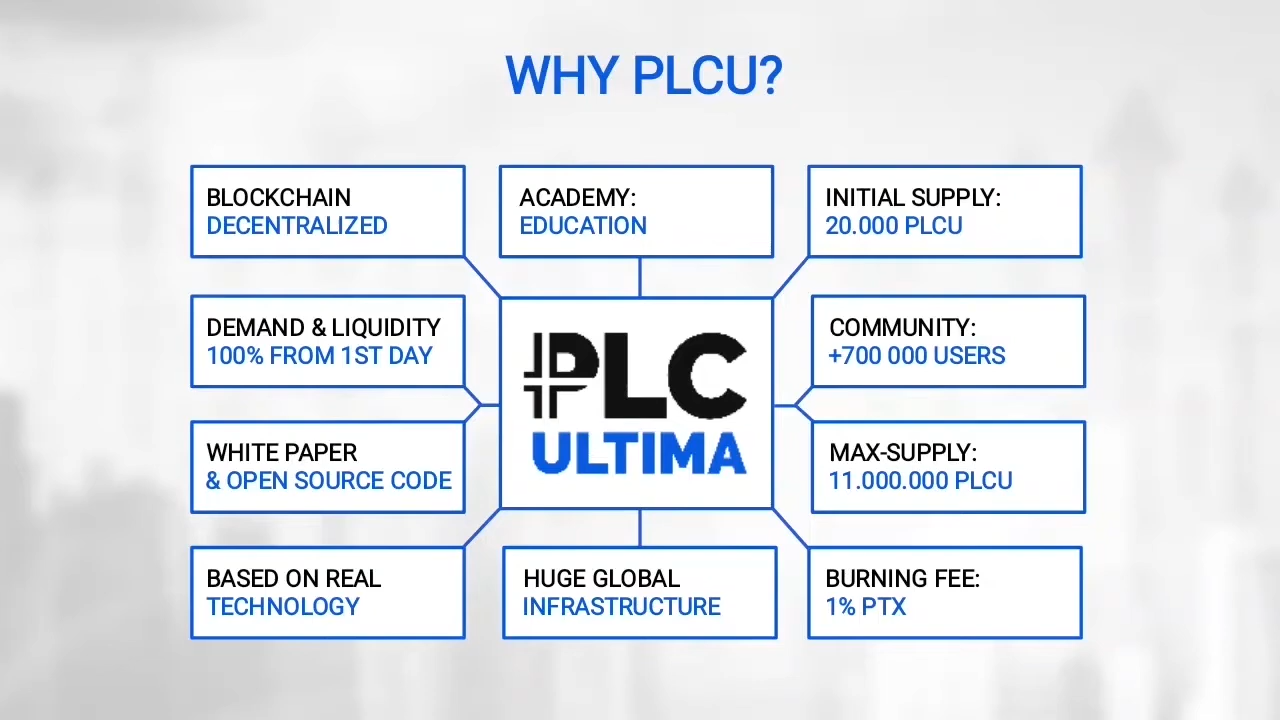 WHY PLCU?
BLOCKCHAIN
DECENTRALIZED
ACADEMY:
EDUCATION
INITIAL SUPPLY:
20.000 PLCU
DEMAND & LIQUIDITY
100% FROM 1ST DAY
COMMUNITY:
+700 000 USERS
PLC
ULTIMA
WHITE PAPER
& OPEN SOURCE CODE
MAX-SUPPLY:
11.000.000 PLCU
BASED ON REAL
TECHNOLOGY
HUGE GLOBAL
INFRASTRUCTURE
BURNING FEE:
1% PTX